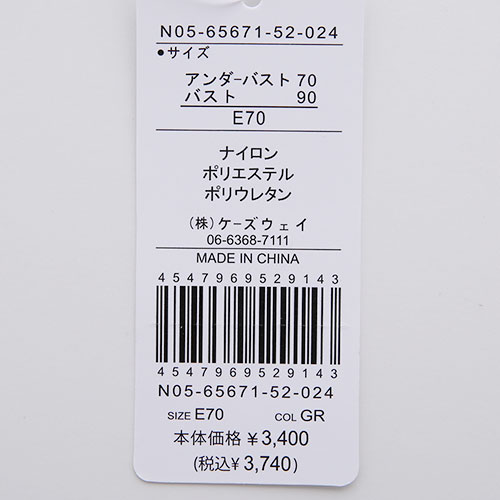 N05-65671-52-024
●サイズ
アンダーバスト 70
バスト 90
E70
ナイロン
ポリエステル
ポリウレタン
(株)ケーズウェイ
06-6368-7111
MADE IN CHINA
4547969529143
4547969529143
N05-65671-52-024
SIZE E70 COL GR
本体価格 ¥3,400
(税込¥ 3,740)